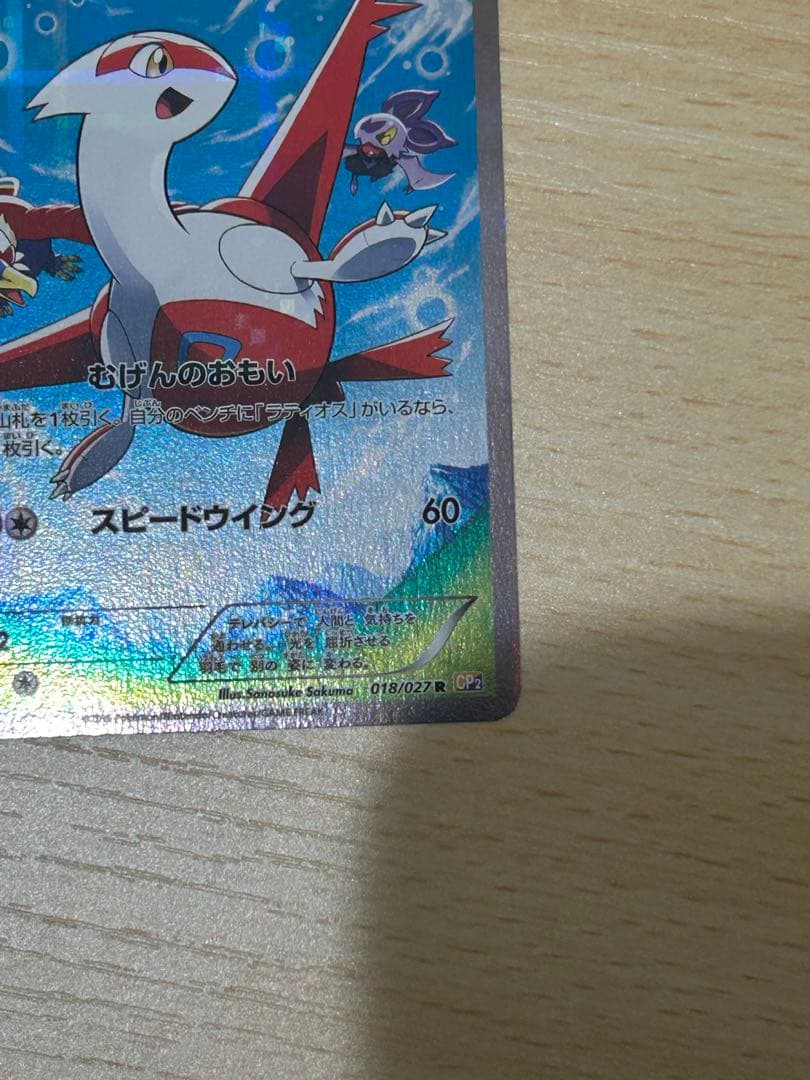 むげんのおもい
山札を1枚引く。自分のベンチに「ラティオス」がいるなら、
枚引く。
スピードウイング 60
抵抗力
2
テレパシーで 人間と 気持ちを
通わせる。光を 屈折させる
羽毛で 別の 姿に 変わる。
Illus. Sanosuke Sakuma 018/027 R CP2